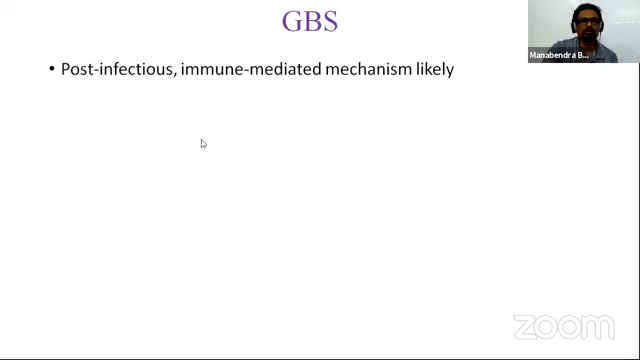 GBS
• Post-infectious, immune-mediated mechanism likely
Manabendra B...
zoom